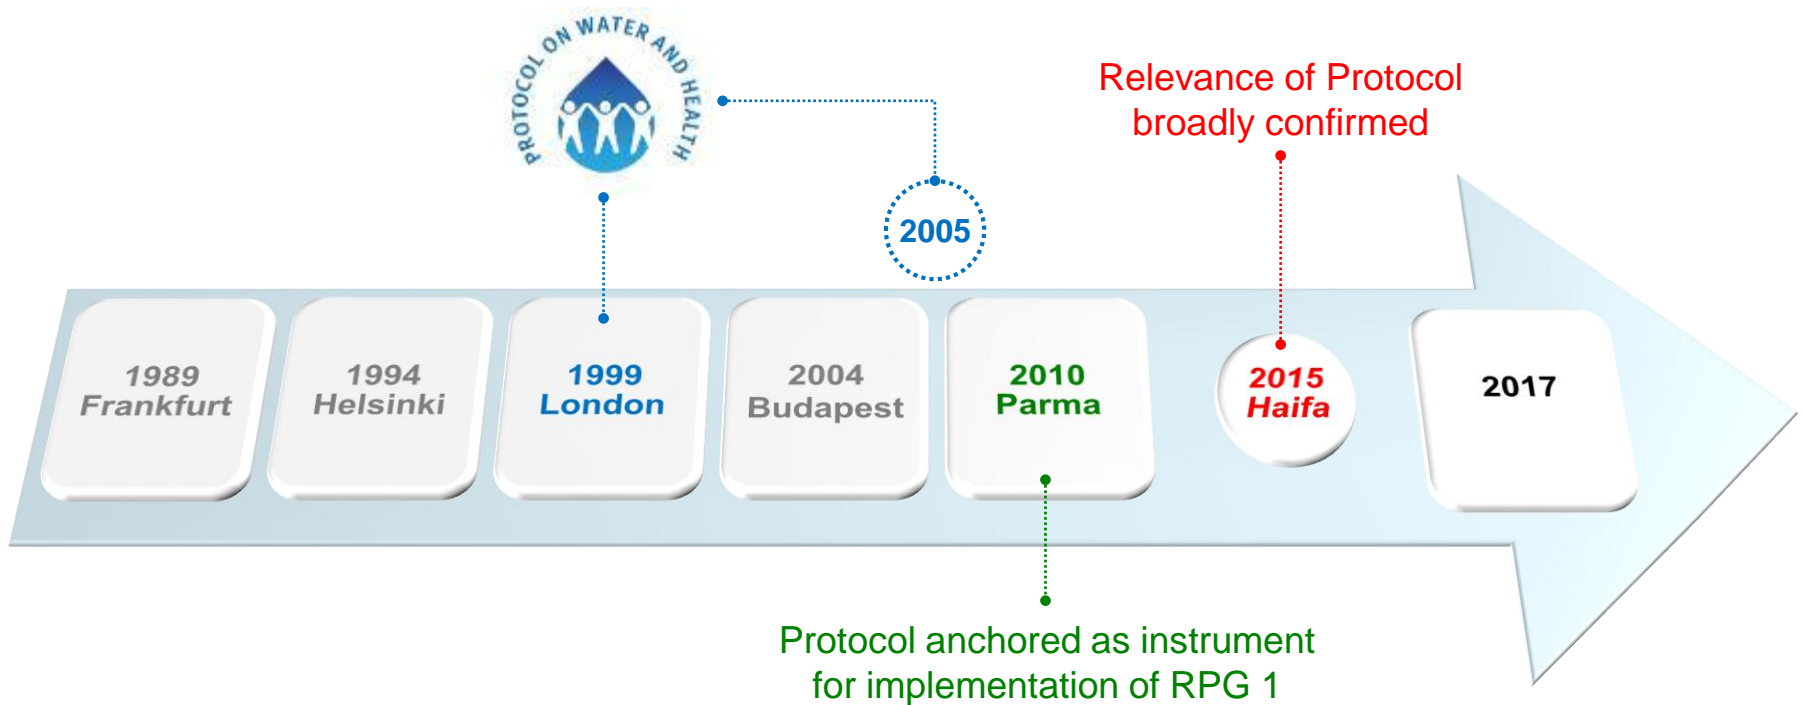 PROTOCOL ON WATER AND HEALTH
Relevance of Protocol
broadly confirmed
2005
1989
Frankfurt
1994
Helsinki
1999
London
2004
Budapest
2010
Parma
2015
Haifa
2017
Protocol anchored as instrument
for implementation of RPG 1